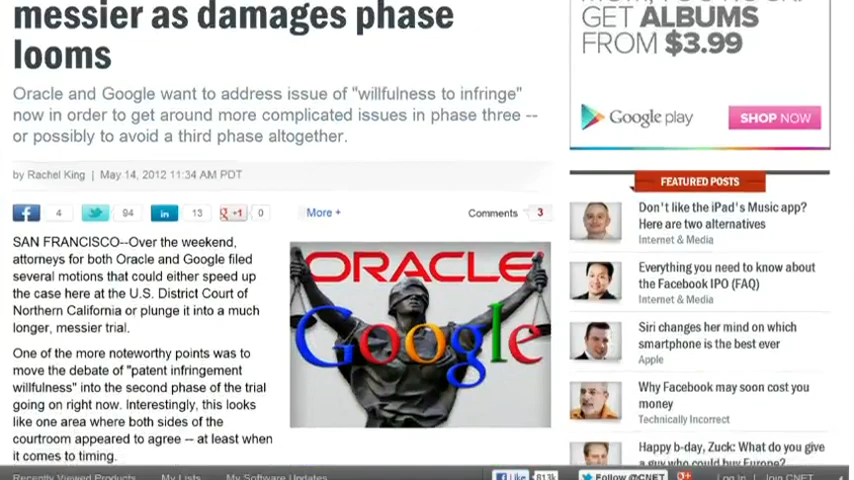 messier as damages phase
looms
Oracle and Google want to address issue of "willfulness to infringe"
now in order to get around more complicated issues in phase three --
or possibly to avoid a third phase altogether.
by Rachel King | May 14, 2012 11:34 AM PDT
4
94
in
13
+1
0
More +
Comments
3
SAN FRANCISCO--Over the weekend,
attorneys for both Oracle and Google filed
several motions that could either speed up
the case here at the U.S. District Court of
Northern California or plunge it into a much
longer, messier trial.
One of the more noteworthy points was to
move the debate of "patent infringement
willfulness" into the second phase of the trial
going on right now. Interestingly, this looks
like one area where both sides of the
courtroom appeared to agree -- at least when
it comes to timing.
ORACLE
Google
GET ALBUMS
FROM $3.99
Google play
SHOP NOW
FEATURED POSTS
Don't like the iPad's Music app?
Here are two alternatives
Internet & Media
Everything you need to know about
the Facebook IPO (FAQ)
Internet & Media
Siri changes her mind on which
smartphone is the best ever
Apple
Why Facebook may soon cost you
money
Technically Incorrect
Happy b-day, Zuck: What do you give
a guy who could buy Europe?
Recently Viewed Products
My Lists
My Software Updates
Like
813k
Follow @CNET
Log In | Join CNET